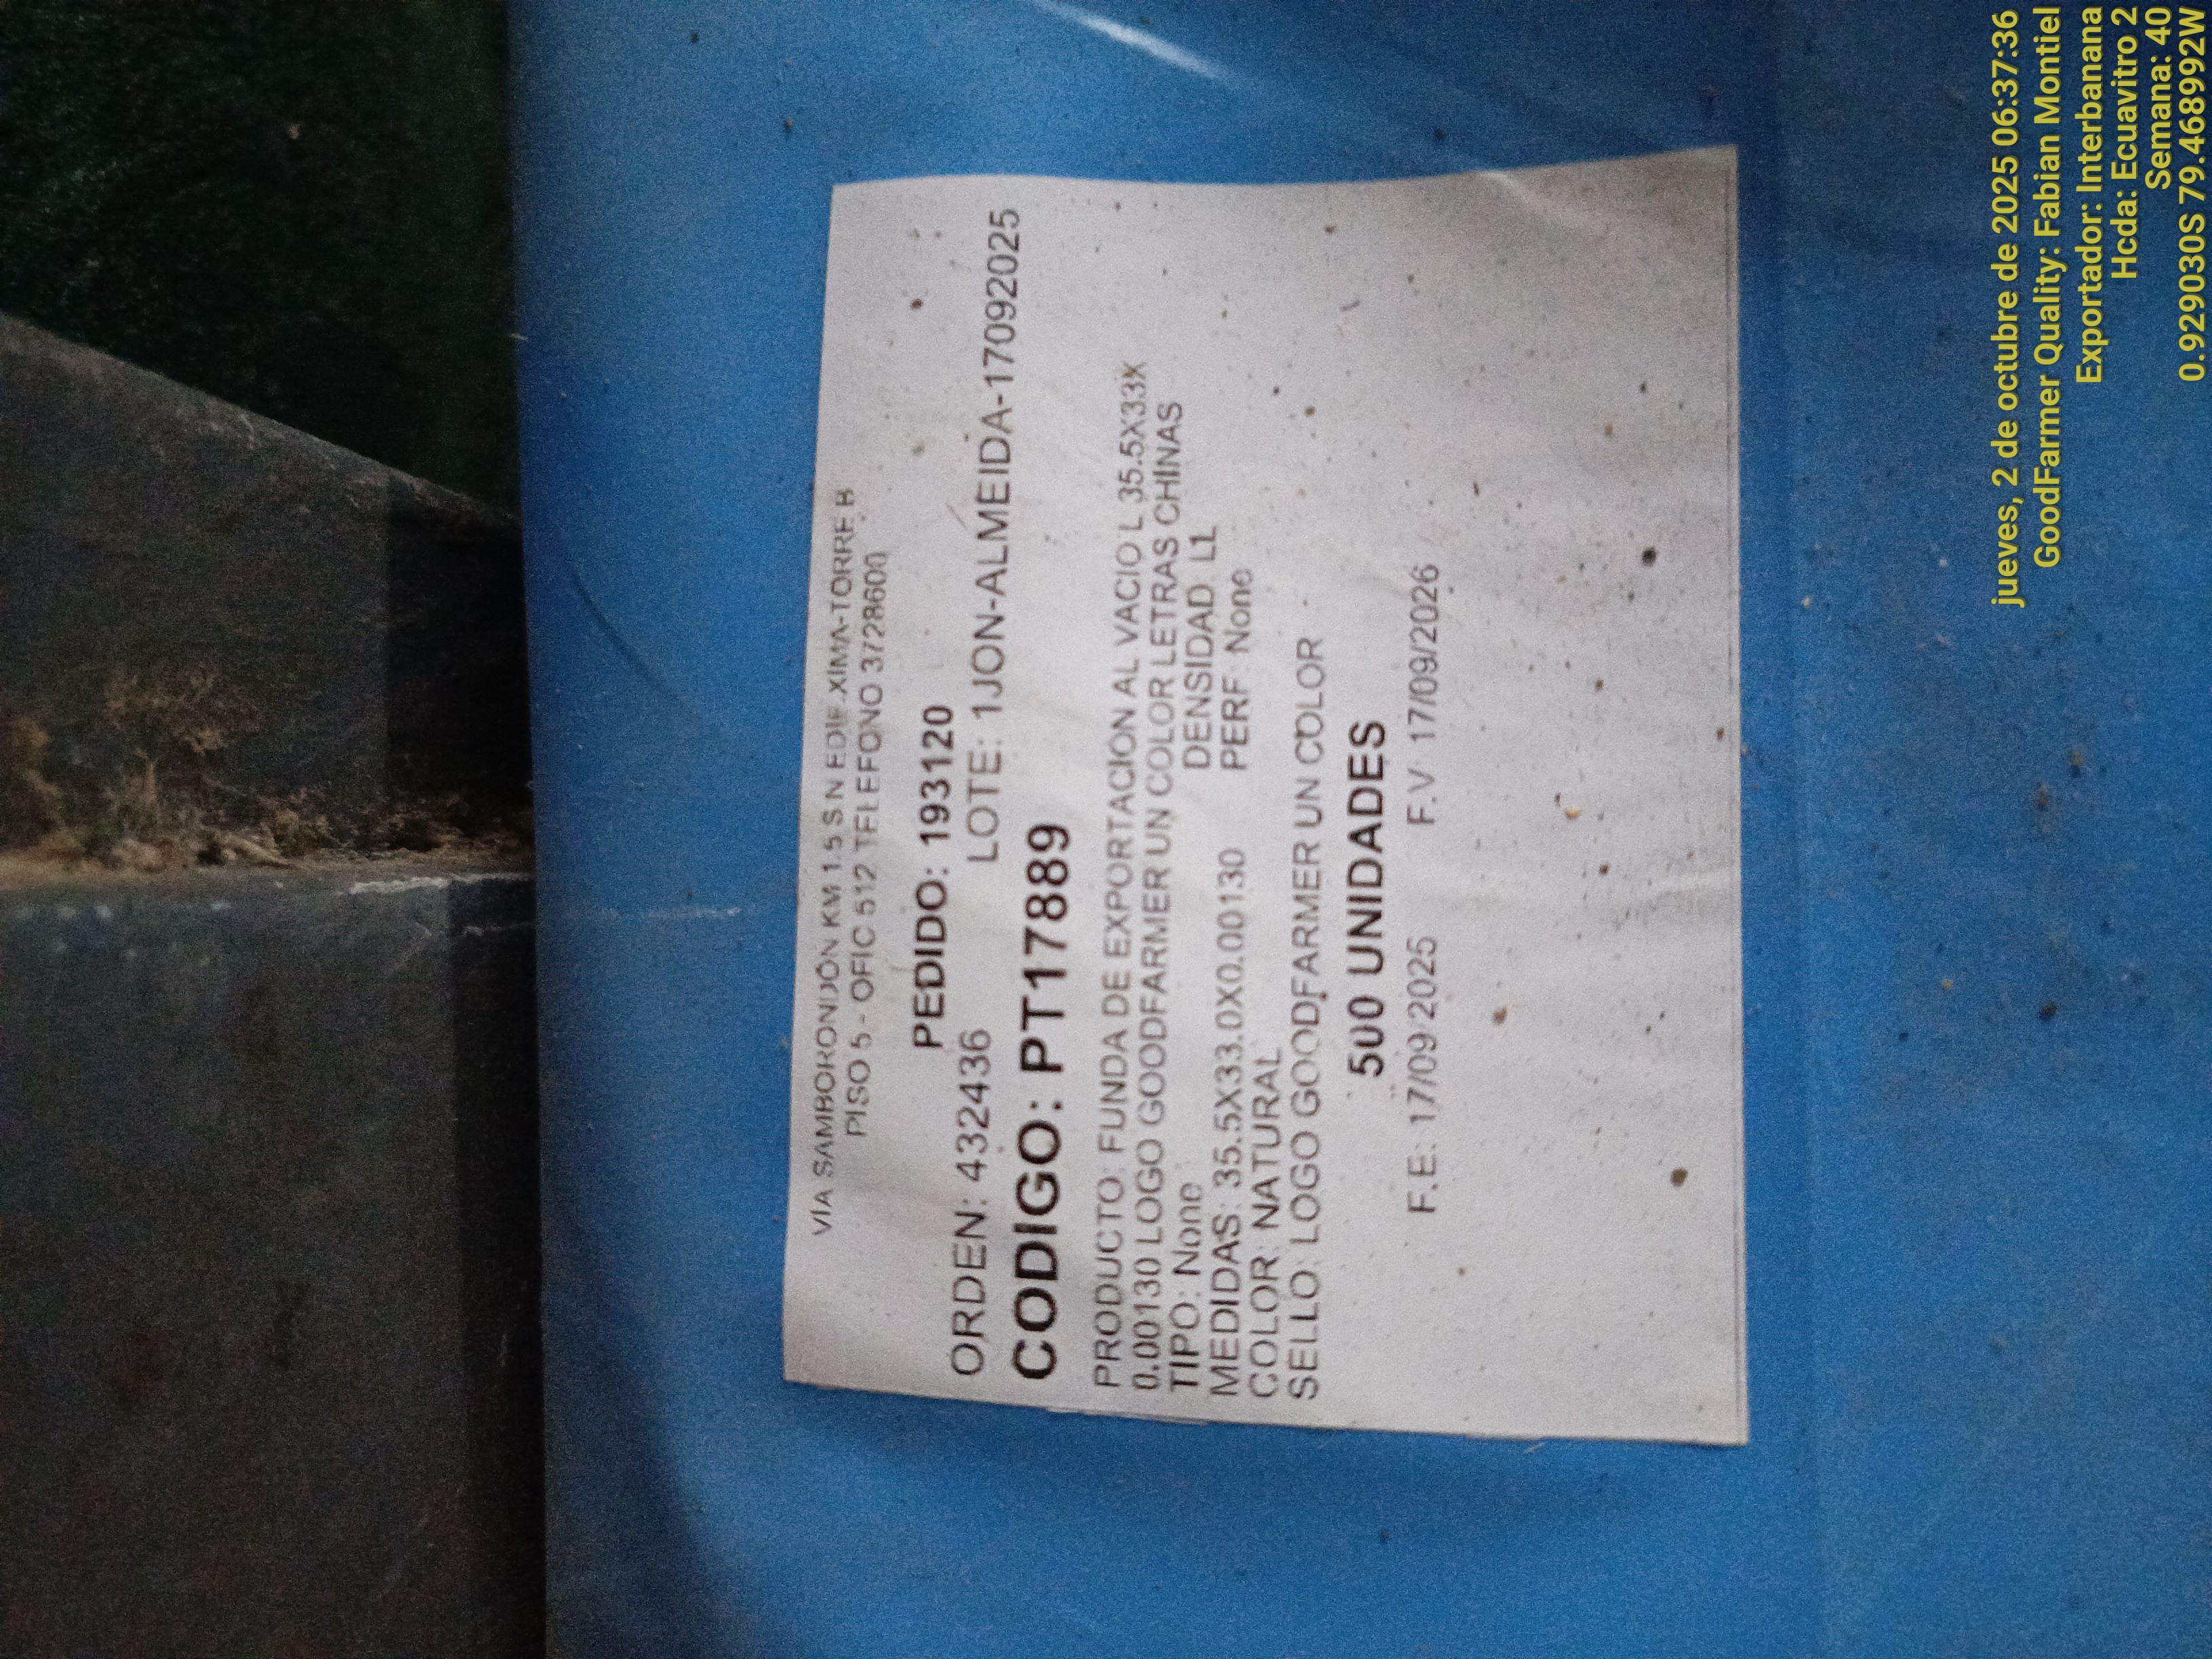 VÍA SAMBORONDÓN KM 1.5 S N EDIF.XIMA-TORRE B
PISO 5 - OFIC 512 TELEFONO 3728600
PEDIDO: 193120
ORDEN: 432436 LOTE: 1JON-ALMEIDA-17092025
CODIGO: PT17889
PRODUCTO: FUNDA DE EXPORTACION AL VACIO L 35.5X33X
0.00130 LOGO GOODFARMER UN COLOR LETRAS CHINAS
TIPO: None DENSIDAD: L1
MEDIDAS: 35.5X33.0X0.00130 PERF: None
COLOR: NATURAL
SELLO: LOGO GOODFARMER UN COLOR
500 UNIDADES
F.E: 17/09/2025 F.V: 17/09/2026
jueves, 2 de octubre de 2025 06:37:36
GoodFarmer Quality: Fabian Montiel
Exportador: Interbanana
Hcda: Ecuavitro 2
Semana: 40
0.929030S 79.468992W